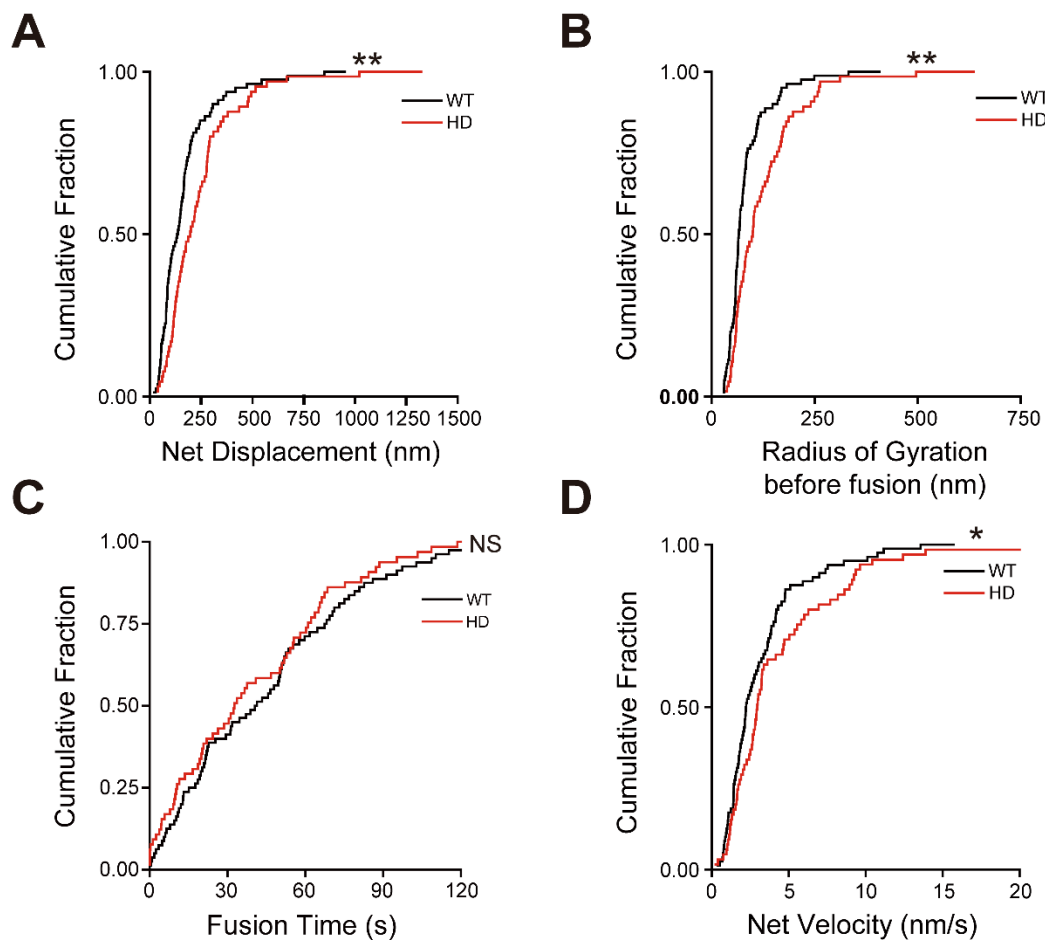 A
**
1.00
WT
HD
0.50
0.00
Cumulative Fraction
0 250 500 750 1000 1250 1500
Net Displacement (nm)
B
**
1.00
WT
HD
0.50
0.00
Cumulative Fraction
0 250 500 750
Radius of Gyration
before fusion (nm)
C
1.00
NS
WT
HD
0.75
0.50
0.25
0.00
Cumulative Fraction
0 30 60 90 120
Fusion Time (s)
D
*
1.00
WT
HD
0.50
0.00
Cumulative Fraction
0 5 10 15 20
Net Velocity (nm/s)